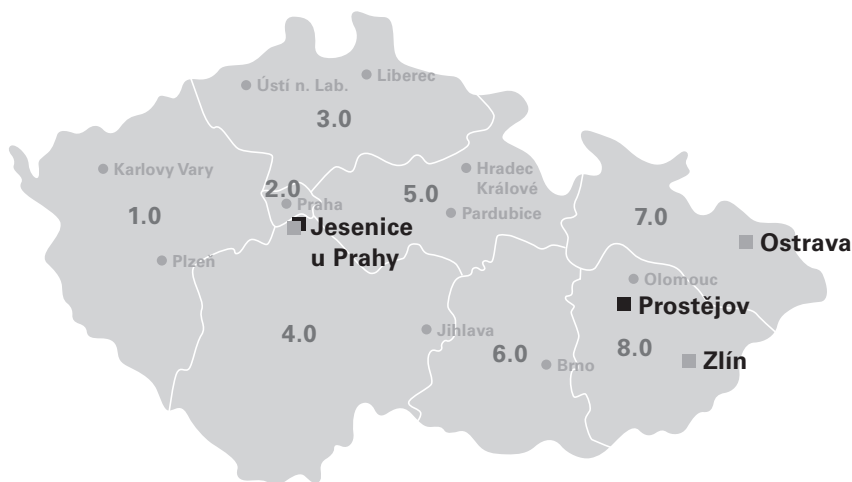 Ústí n. Lab.
Liberec
3.0
Karlovy Vary
Hradec
Králové
2.0
Praha
5.0
Pardubice
1.0
7.0
Jesenice
u Prahy
Ostrava
Plzeň
Olomouc
Prostějov
Jihlava
4.0
6.0
8.0
Brno
Zlín